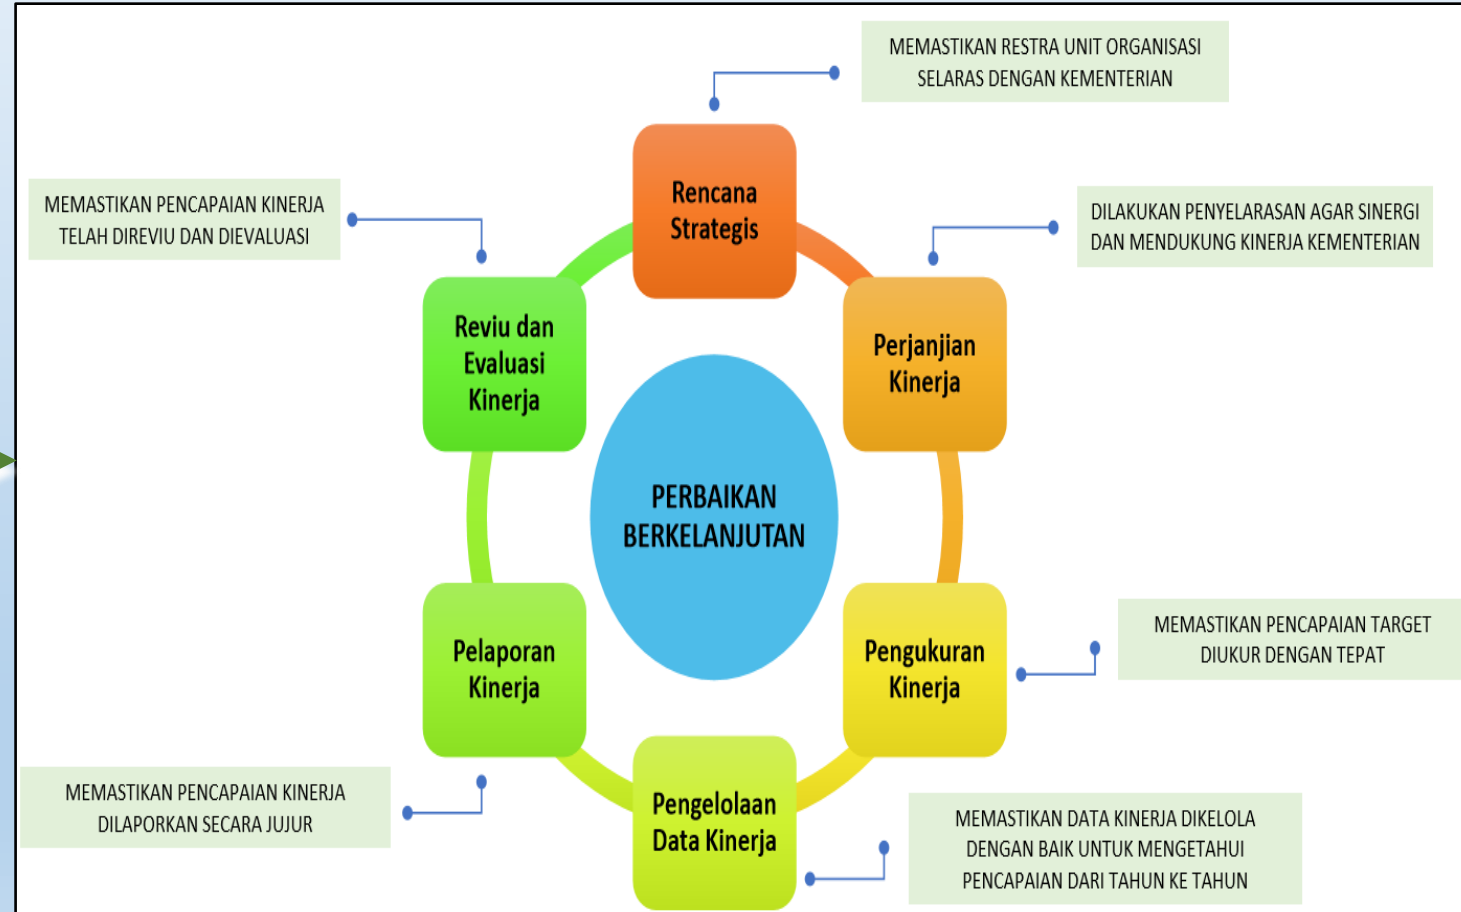 MEMASTIKAN RESTRA UNIT ORGANISASI
SELARAS DENGAN KEMENTERIAN
Rencana
Strategis
DILAKUKAN PENYELARASAN AGAR SINERGI
DAN MENDUKUNG KINERJA KEMENTERIAN
Perjanjian
Kinerja
MEMASTIKAN PENCAPAIAN TARGET
DIUKUR DENGAN TEPAT
Pengukuran
Kinerja
MEMASTIKAN DATA KINERJA DIKELOLA
DENGAN BAIK UNTUK MENGETAHUI
PENCAPAIAN DARI TAHUN KE TAHUN
Pengelolaan
Data Kinerja
MEMASTIKAN PENCAPAIAN KINERJA
DILAPORKAN SECARA JUJUR
Pelaporan
Kinerja
MEMASTIKAN PENCAPAIAN KINERJA
TELAH DIREVIU DAN DIEVALUASI
Reviu dan
Evaluasi
Kinerja
PERBAIKAN
BERKELANJUTAN